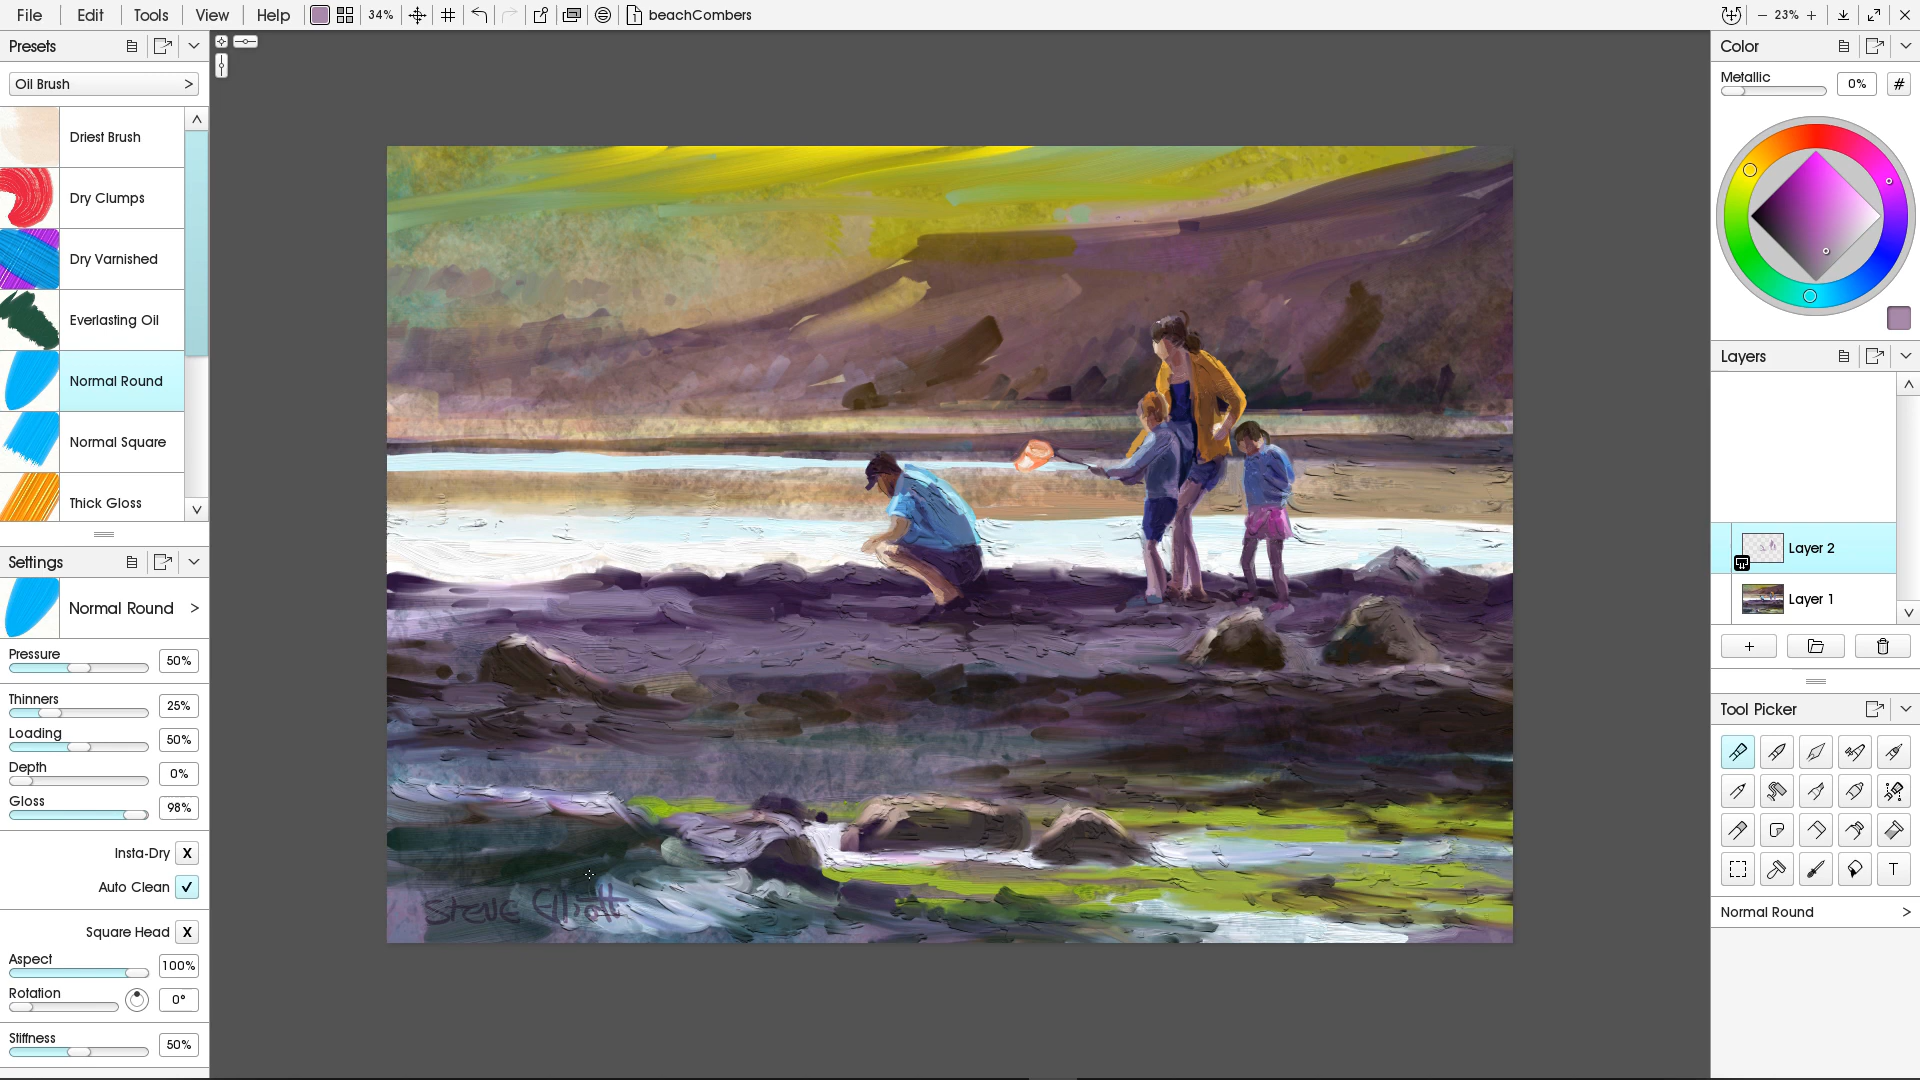 File Edit Tools View Help 34% beachCombers 23%
Presets
Oil Brush >
Driest Brush
Dry Clumps
Dry Varnished
Everlasting Oil
Normal Round
Normal Square
Thick Gloss
Settings
Normal Round >
Pressure 50%
Thinners 25%
Loading 50%
Depth 0%
Gloss 98%
Insta-Dry X
Auto Clean
Square Head X
Aspect 100%
Rotation 0°
Stiffness 50%
Steve Elliott
Color
Metallic 0% #
Layers
Layer 2
Layer 1
Tool Picker
T
Normal Round >